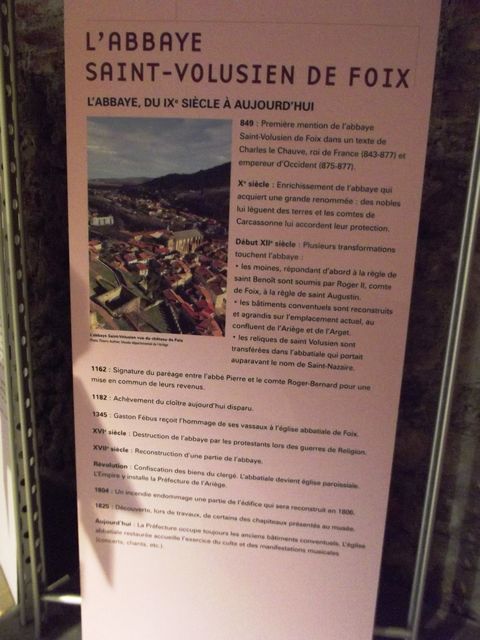 L'ABBAYE
SAINT-VOLUSIEN DE FOIX
L'ABBAYE, DU IXe SIÈCLE À AUJOURD'HUI
849 : Première mention de l'abbaye
Saint-Volusien de Foix dans un texte de
Charles le Chauve, roi de France (843-877) et
empereur d'Occident (875-877).
Xe siècle : Enrichissement de l'abbaye qui
acquiert une grande renommée : des nobles
lui lèguent des terres et les comtes de
Carcassonne lui accordent leur protection.
Début XIIe siècle : Plusieurs transformations
touchent l'abbaye :
• les moines, répondant d'abord à la règle de
saint Benoît sont soumis par Roger II, comte
de Foix, à la règle de saint Augustin.
• les bâtiments conventuels sont reconstruits
et agrandis sur l'emplacement actuel, au
confluent de l'Ariège et de l'Arget.
• les reliques de saint Volusien sont
transférées dans l'abbatiale qui portait
auparavant le nom de Saint-Nazaire.
L'abbaye Saint-Volusien vue du château de Foix
1162 : Signature du paréage entre l'abbé Pierre et le comte Roger-Bernard pour une
mise en commun de leurs revenus.
1182 : Achèvement du cloître aujourd'hui disparu.
1345 : Gaston Fébus reçoit l'hommage de ses vassaux à l'église abbatiale de Foix.
XVIe siècle : Destruction de l'abbaye par les protestants lors des guerres de Religion.
XVIIe siècle : Reconstruction d'une partie de l'abbaye.
Révolution : Confiscation des biens du clergé. L'abbatiale devient église paroissiale.
L'Empire y installe la Préfecture de l'Ariège.
1804 : Un incendie endommage une partie de l'édifice qui sera reconstruit en 1806.
1825 : Découverte, lors de travaux, de certains des chapiteaux présentés au musée.
Aujourd'hui : La Préfecture occupe toujours les anciens bâtiments conventuels. L'église
abbatiale restaurée accueille l'exercice du culte et des manifestations musicales
(concerts, chants, etc.).